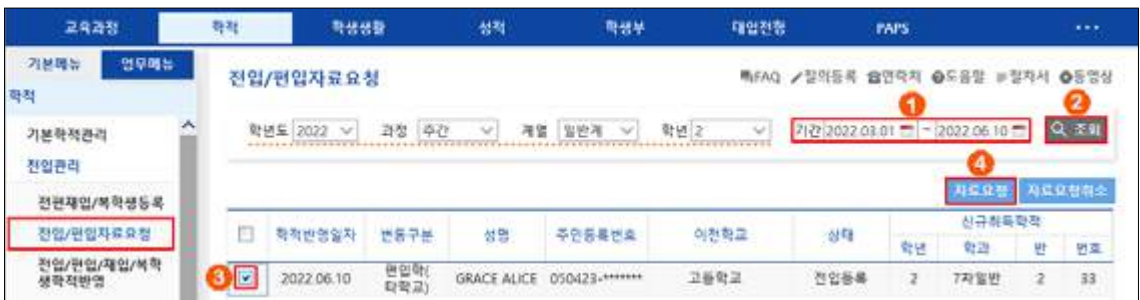 교육과정 학적 학생생활 성적 학생부 대입전형 PAPS ...
기본메뉴 업무메뉴
학적
기본학적관리
전입관리
전편재입/복학생등록
전입/편입자료요청
전입/편입/재입/복학
생학적반영
전입/편입자료요청
FAQ 질의등록 연락처 도움말 절차서 동영상
학년도 2022 과정 주간 계열 일반계 학년 2 기간 2022.03.01 ~ 2022.06.10 조회
1 2
4
자료요청 자료요청취소
학적반영일자 변동구분 성명 주민등록번호 이전학교 상태 신규취득학적
학년 학과 반 번호
3 2022.06.10 편입학(
타학교) GRACE ALICE 050423-******* 고등학교 전입등록 2 7차일반 2 33